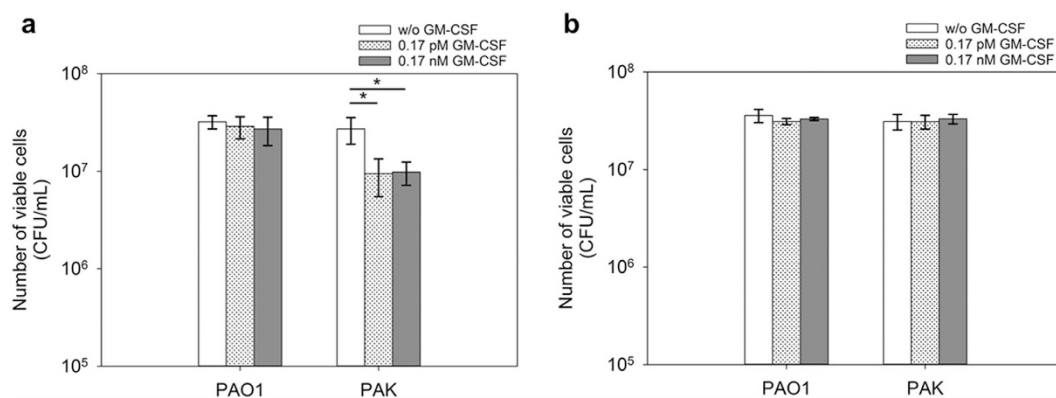 a
w/o GM-CSF
0.17 pM GM-CSF
0.17 nM GM-CSF
10⁸
10⁷
10⁶
10⁵
Number of viable cells
(CFU/mL)
*
*
PAO1 PAK
b
w/o GM-CSF
0.17 pM GM-CSF
0.17 nM GM-CSF
10⁸
10⁷
10⁶
10⁵
Number of viable cells
(CFU/mL)
PAO1 PAK